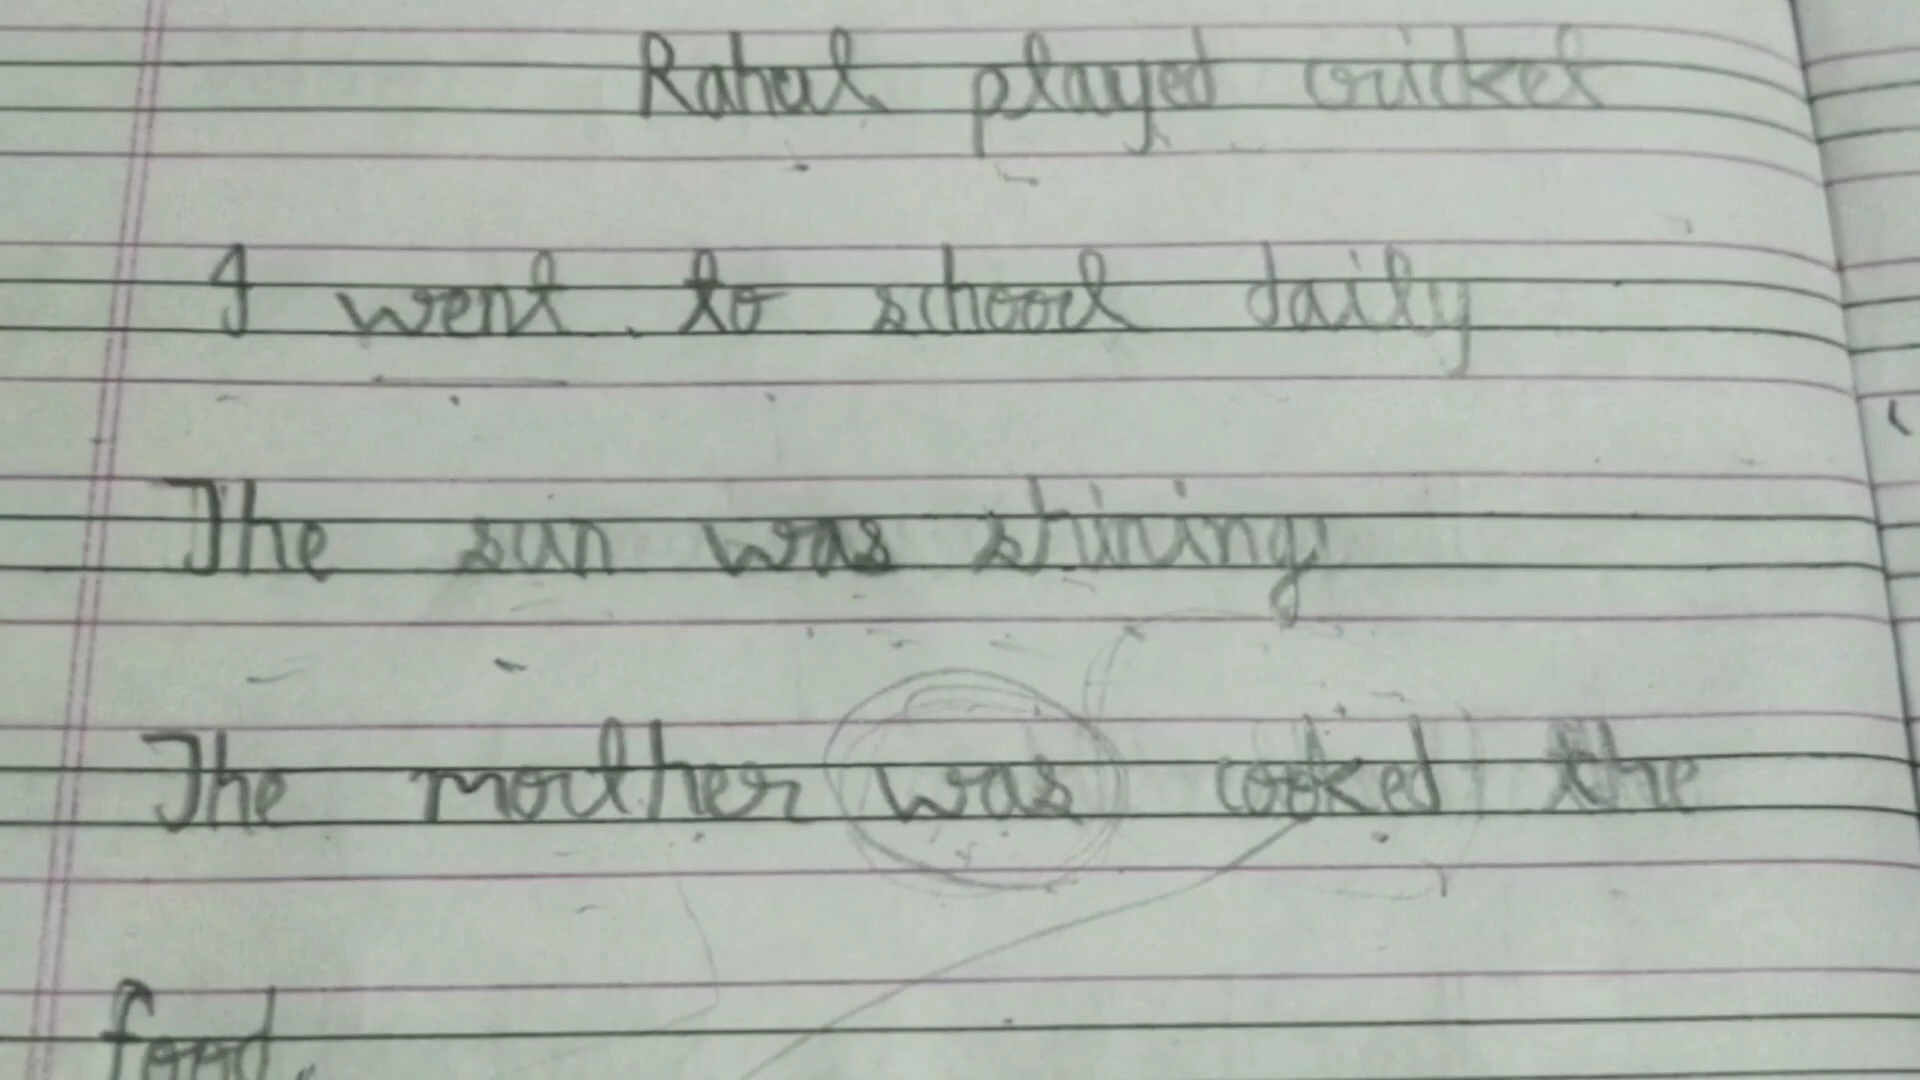 Rahul played cricket
I went to school daily
The sun was shining
The mother was cooked the
food.